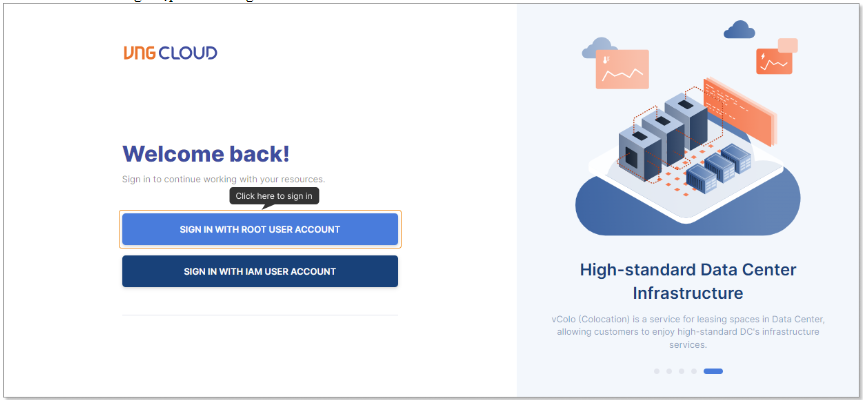 VNG CLOUD
Welcome back!
Sign in to continue working with your resources.
Click here to sign in
SIGN IN WITH ROOT USER ACCOUNT
SIGN IN WITH IAM USER ACCOUNT
High-standard Data Center
Infrastructure
vColo (Colocation) is a service for leasing spaces in Data Center,
allowing customers to enjoy high-standard DC's infrastructure
services.